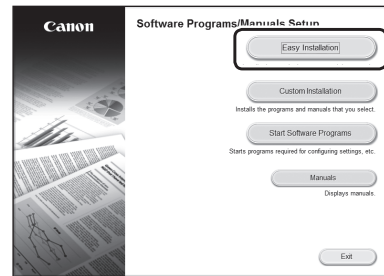 Canon
Software Programs/Manuals Setup
Easy Installation
Custom Installation
Installs the programs and manuals that you select.
Start Software Programs
Starts programs required for configuring settings, etc.
Manuals
Displays manuals.
Exit